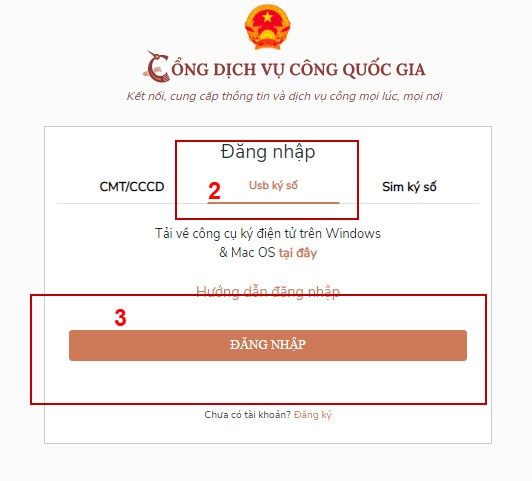 CỔNG DỊCH VỤ CÔNG QUỐC GIA
Kết nối, cung cấp thông tin và dịch vụ công mọi lúc, mọi nơi
Đăng nhập
CMT/CCCD 2 Usb ký số Sim ký số
Tải về công cụ ký điện tử trên Windows
& Mac OS tại đây
Hướng dẫn đăng nhập
3
ĐĂNG NHẬP
Chưa có tài khoản? Đăng ký